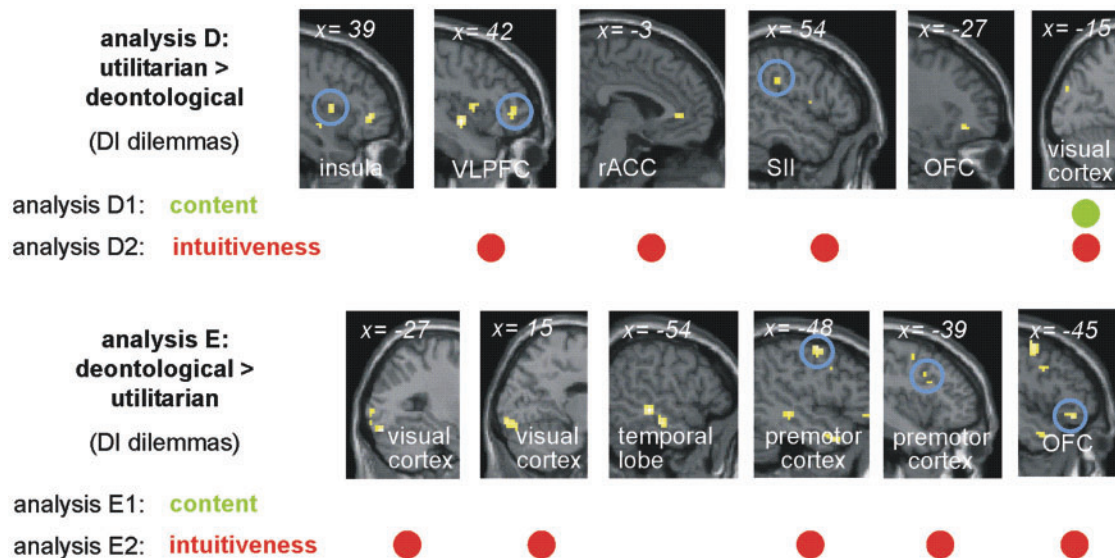 analysis D:
utilitarian >
deontological
(DI dilemmas)
x= 39
x= 42
x= -3
x= 54
x= -27
x= -15
insula
VLPFC
rACC
SII
OFC
visual
cortex
analysis D1: content
analysis D2: intuitiveness
analysis E:
deontological >
utilitarian
(DI dilemmas)
x= -27
x= 15
x= -54
x= -48
x= -39
x= -45
visual
cortex
visual
cortex
temporal
lobe
premotor
cortex
premotor
cortex
OFC
analysis E1: content
analysis E2: intuitiveness